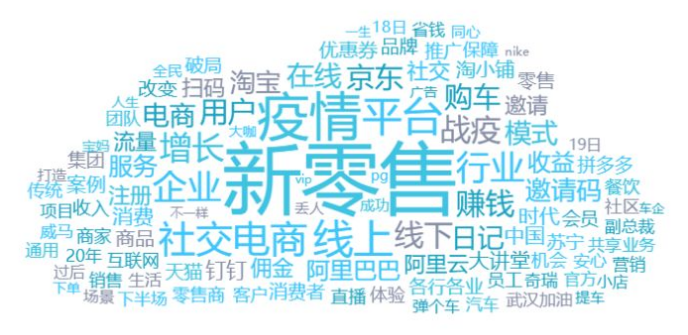 一生 18日 省钱 同心
优惠券 品牌 推广 保障 nike
全民 破局 在线 京东 社交 淘小铺
改变 扫码 淘宝 广告 购车 零售
人生 团队 电商 用户 疫情 平台 战疫 邀请
宝妈 流量 增长 大咖 模式 19日
集团 服务 新零售 行业 收益 拼多多
打造 传统 案例 注册 企业 vip pg 赚钱 邀请码 餐饮
项目 收入 消费 不一样 丢人 成功 时代 会员 社区 车企
威马 商家 商品 社交电商 线上 线下 日记 中国 苏宁 副总裁
通用 20年 互联网 天猫 钉钉 佣金 阿里巴巴 阿里云 大讲堂 机会 安心 共享 业务 营销
过后 销售 生活 客户 消费者 直播 体验 各行各业 员工 奇瑞 官方 小店
下单 场景 下半场 零售商 弹个车 汽车 武汉加油 提车